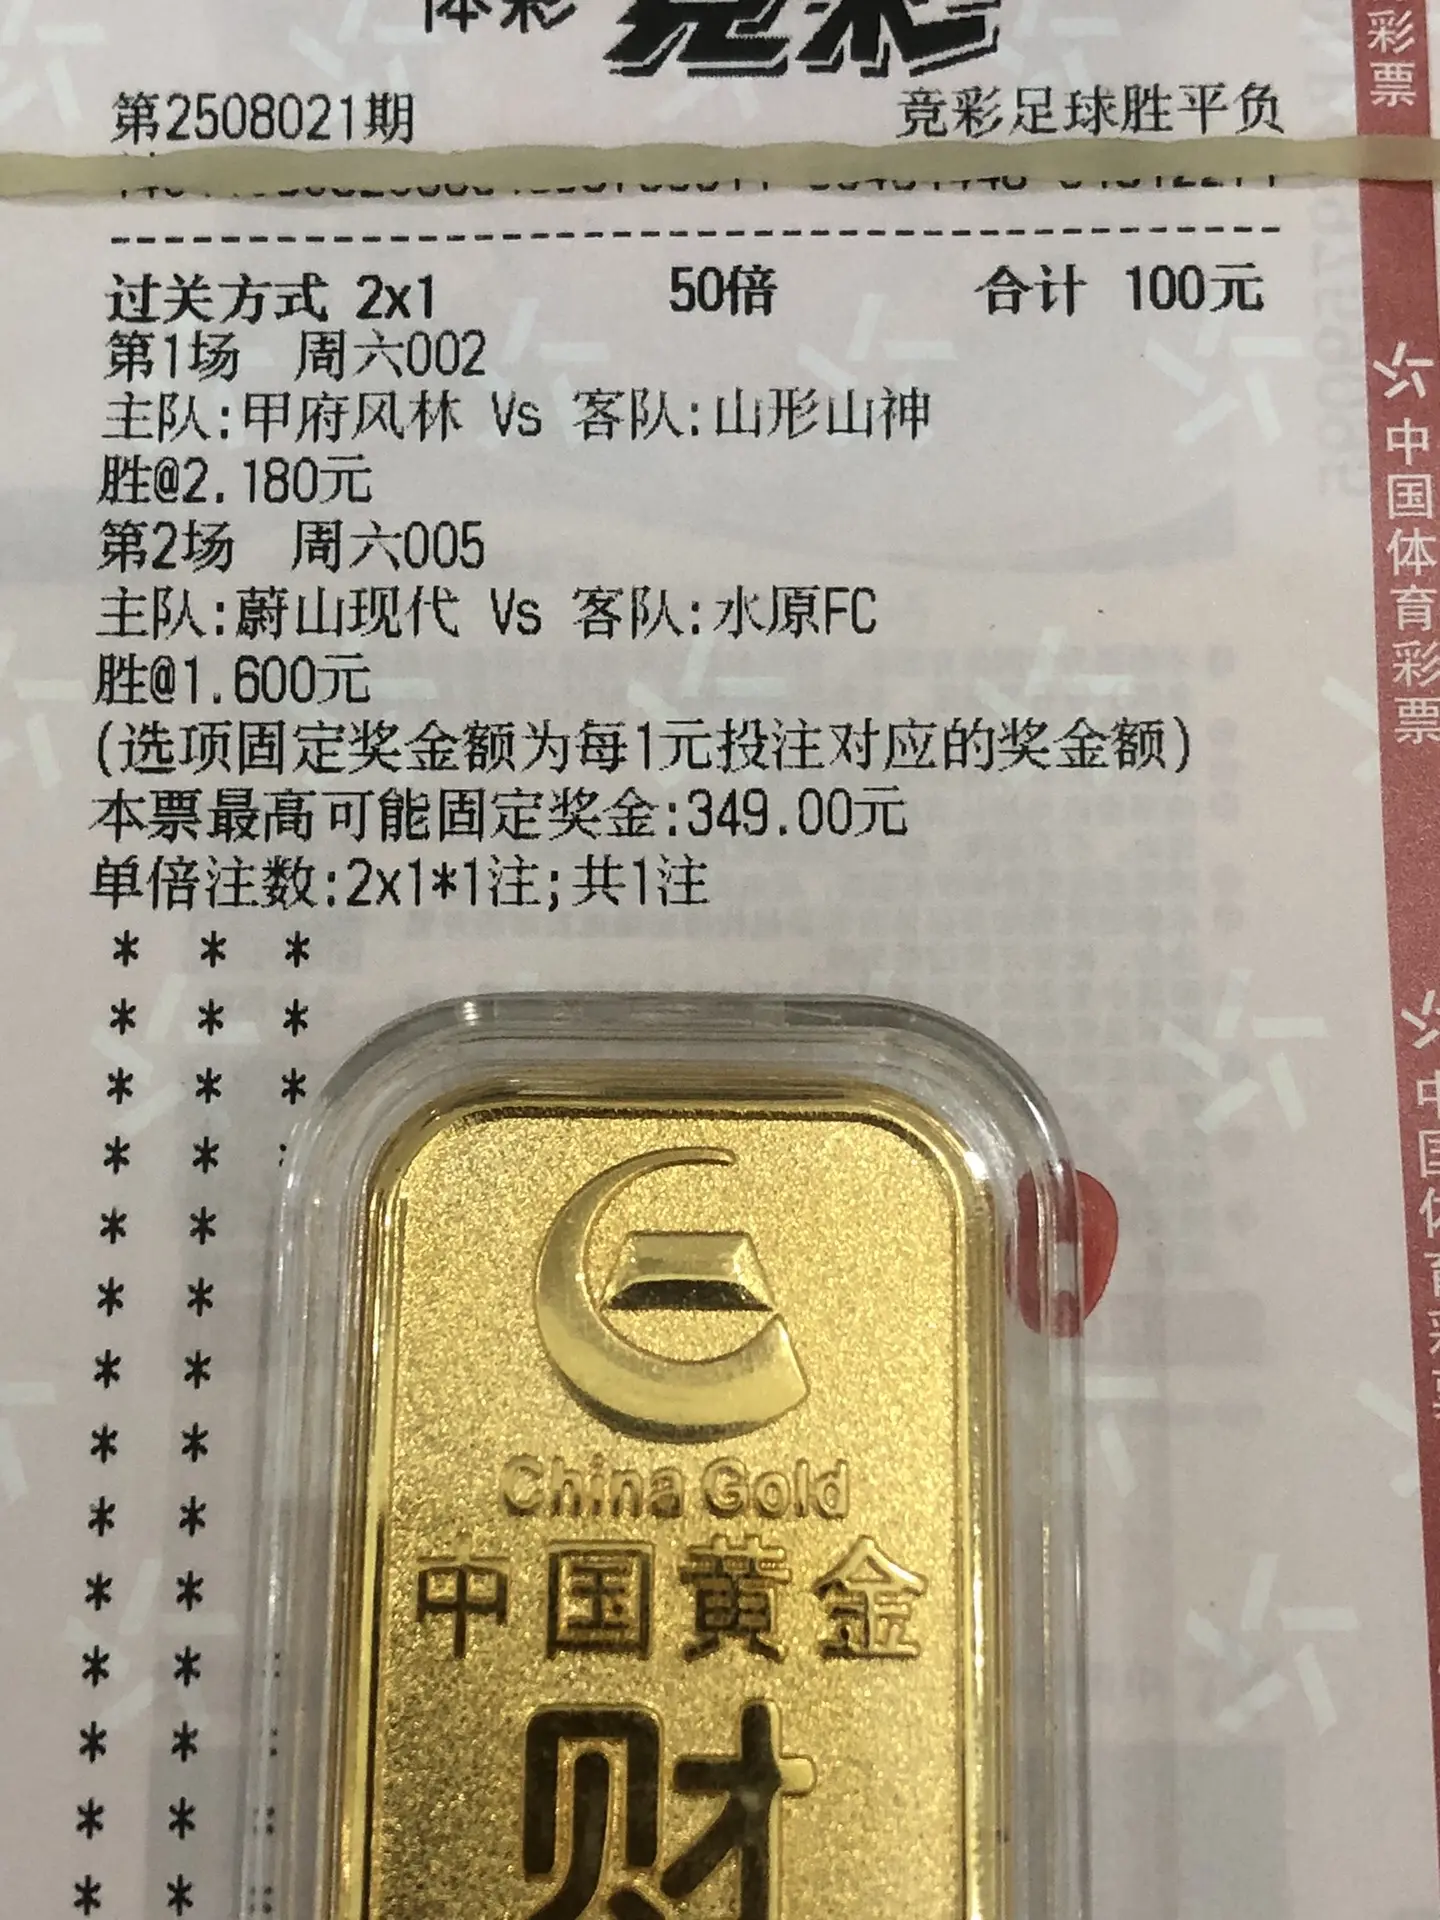 体彩 竞彩
第2508021期 竞彩足球胜平负
过关方式 2x1 50倍 合计 100元
第1场 周六002
主队:甲府风林 Vs 客队:山形山神
胜@2.180元
第2场 周六005
主队:蔚山现代 Vs 客队:水原FC
胜@1.600元
(选项固定奖金额为每1元投注对应的奖金额)
本票最高可能固定奖金:349.00元
单倍注数:2x1*1注;共1注
* * *
* * *
* * *
* *
* *
* *
* *
* *
* *
* *
* *
* *
* *
* *
China Gold
中国黄金
财
彩票
中国体育彩票
中国体育彩票